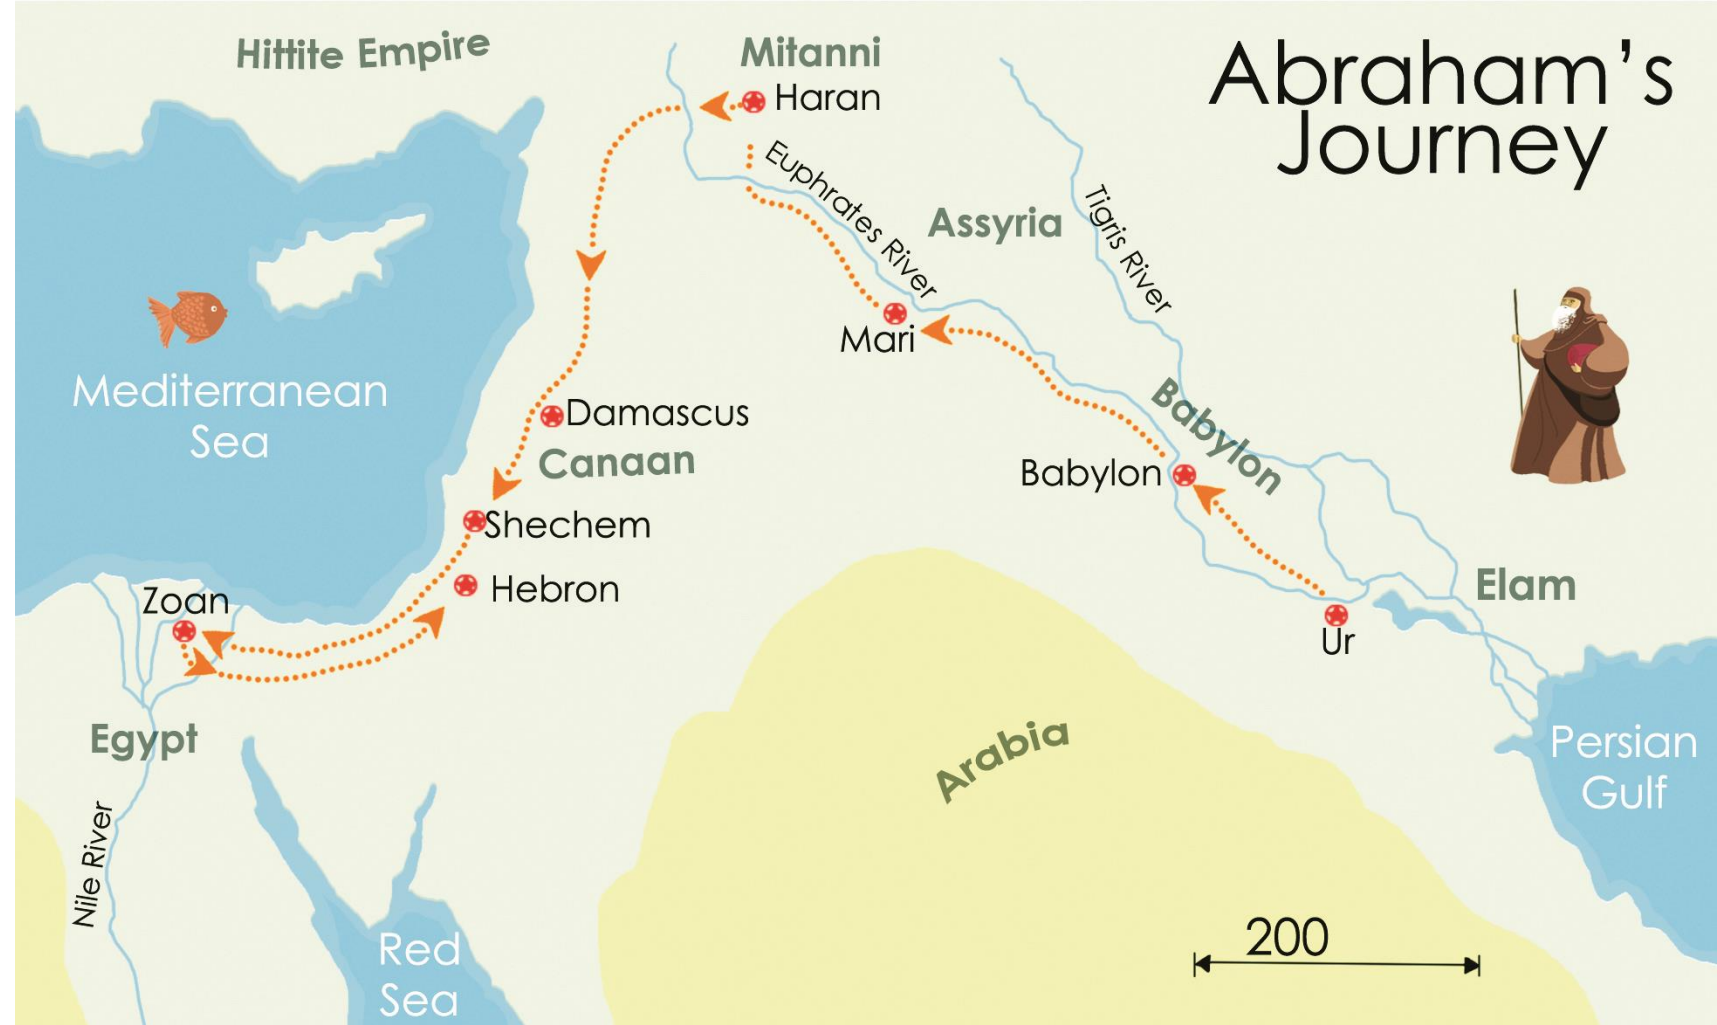 Abraham's
Journey
Hittite Empire
Mitanni
Haran
Euphrates River
Assyria
Tigris River
Mari
Mediterranean
Sea
Damascus
Canaan
Babylon
Babylon
Shechem
Hebron
Elam
Zoan
Ur
Egypt
Arabia
Persian
Gulf
Nile River
Red
Sea
200